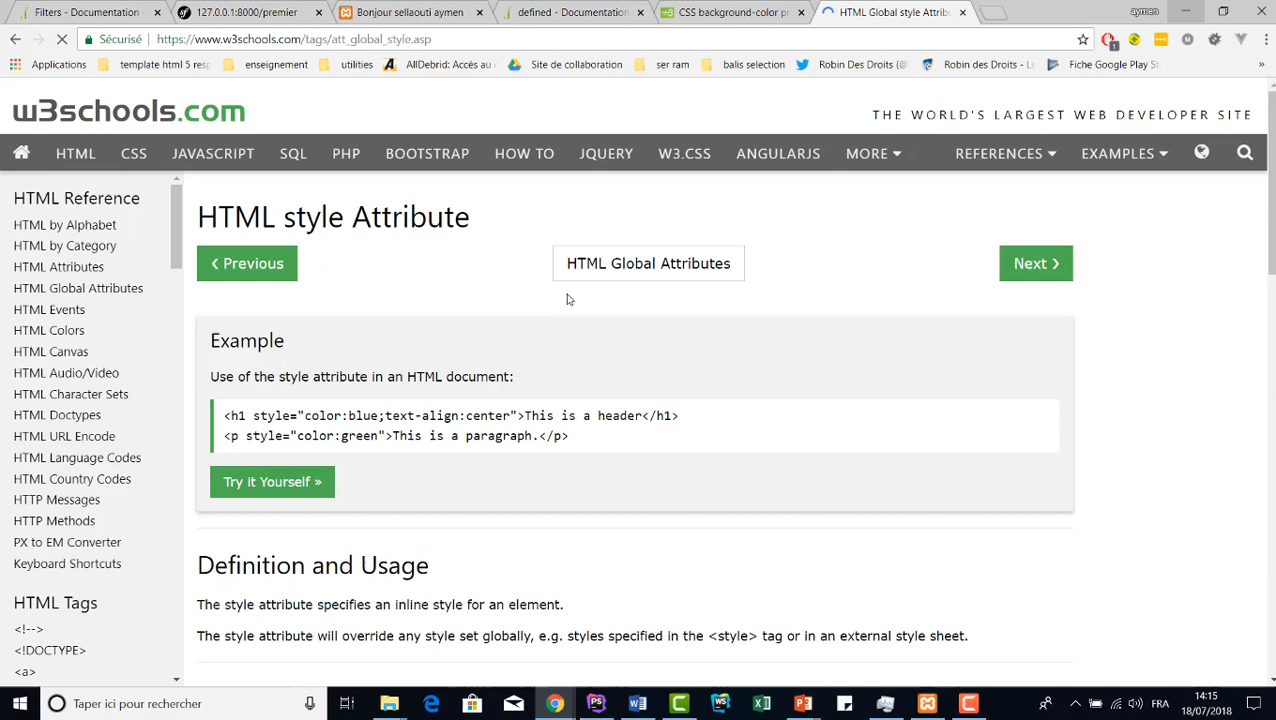 Filters - Documentation
127.0.0.1:8000/premier
Bonjour sellaouti aymen
defined - Documentation
CSS background-color pr
HTML Global style Attrib
aymen
Sécurisé https://www.w3schools.com/tags/att_global_style.asp
1
Applications
template html 5 resp
enseignement
utilities
AllDebrid: Accès au
Site de collaboration
ser ram
balis selection
Robin Des Droits (@
Robin des Droits - L
Fiche Google Play St
»
w3schools.com
THE WORLD'S LARGEST WEB DEVELOPER SITE
HTML CSS JAVASCRIPT SQL PHP BOOTSTRAP HOW TO JQUERY W3.CSS ANGULARJS MORE REFERENCES EXAMPLES
HTML Reference
HTML by Alphabet
HTML by Category
HTML Attributes
HTML Global Attributes
HTML Events
HTML Colors
HTML Canvas
HTML Audio/Video
HTML Character Sets
HTML Doctypes
HTML URL Encode
HTML Language Codes
HTML Country Codes
HTTP Messages
HTTP Methods
PX to EM Converter
Keyboard Shortcuts
HTML Tags
<!-->
<!DOCTYPE>
<a>
HTML style Attribute
❮ Previous
HTML Global Attributes
Next ❯
Example
Use of the style attribute in an HTML document:
<h1 style="color:blue;text-align:center">This is a header</h1>
<p style="color:green">This is a paragraph.</p>
Try it Yourself »
Definition and Usage
The style attribute specifies an inline style for an element.
The style attribute will override any style set globally, e.g. styles specified in the <style> tag or in an external style sheet.
Taper ici pour rechercher
FRA
14:15
18/07/2018